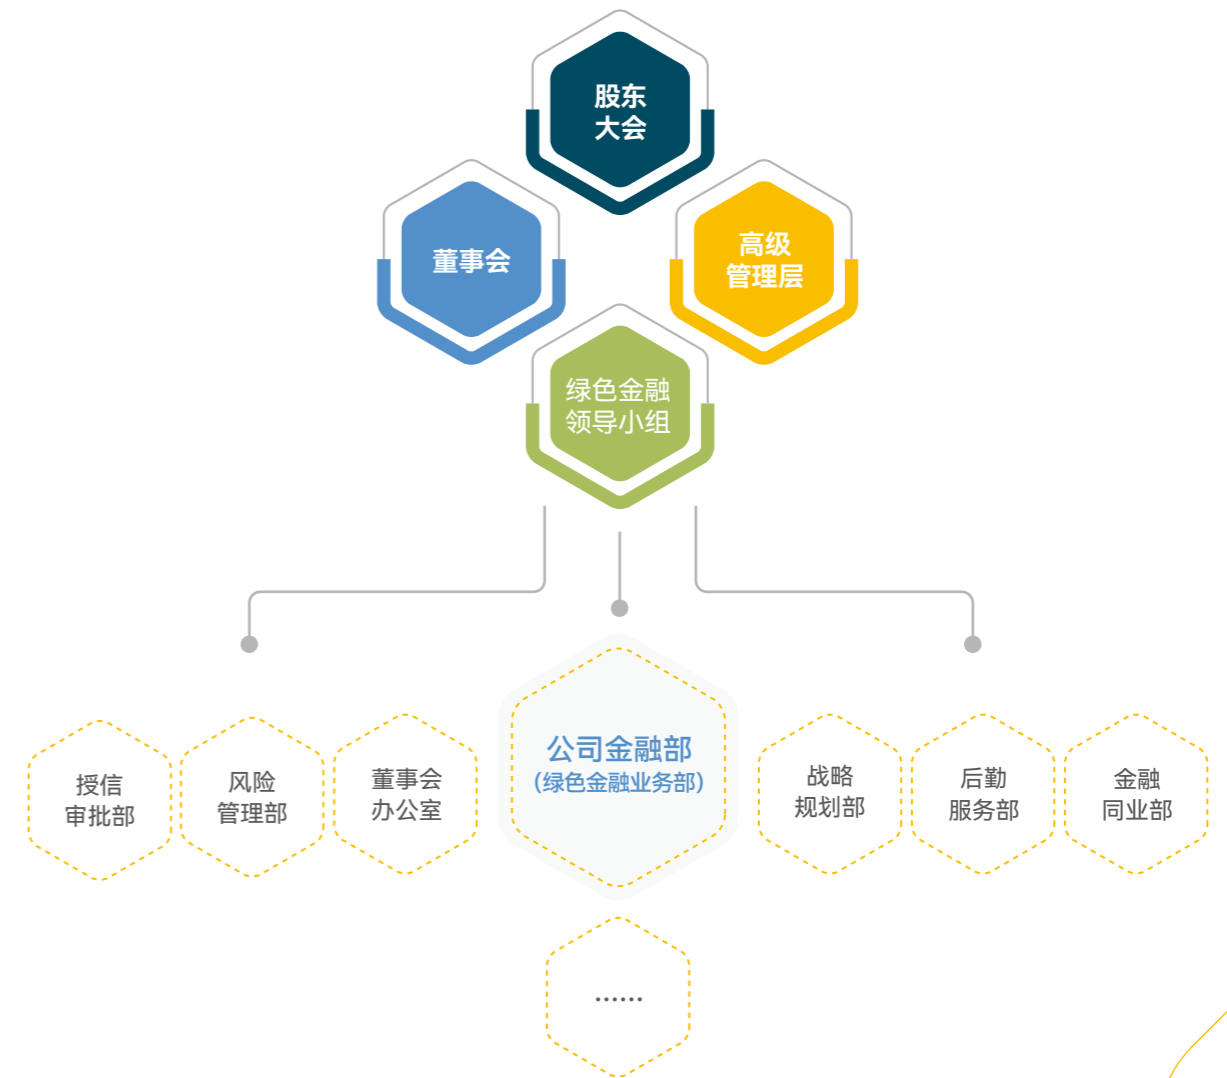 股东
大会
董事会
高级
管理层
绿色金融
领导小组
公司金融部
（绿色金融业务部）
授信
审批部
风险
管理部
董事会
办公室
战略
规划部
后勤
服务部
金融
同业部
······